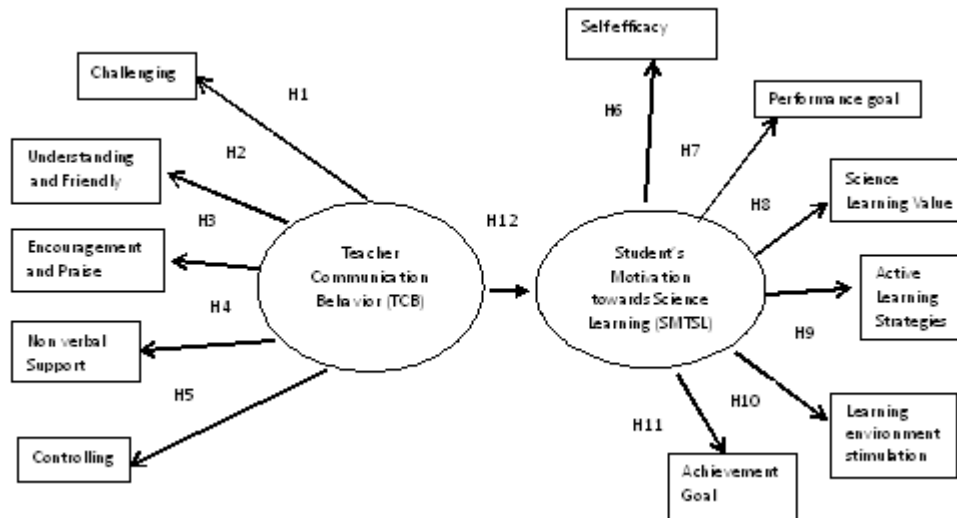 Self efficacy
Challenging
H1
H6
Performance goal
H2
H7
Understanding
and Friendly
Science
Learning Value
H8
H3
H12
Teacher
Communication
Behavior (TCB)
Student's
Motivation
towards Science
Learning (SMTSL)
Encouragement
and Praise
Active
Learning
Strategies
H4
H9
Non verbal
Support
H5
H10
H11
Learning
environment
stimulation
Controlling
Achievement
Goal